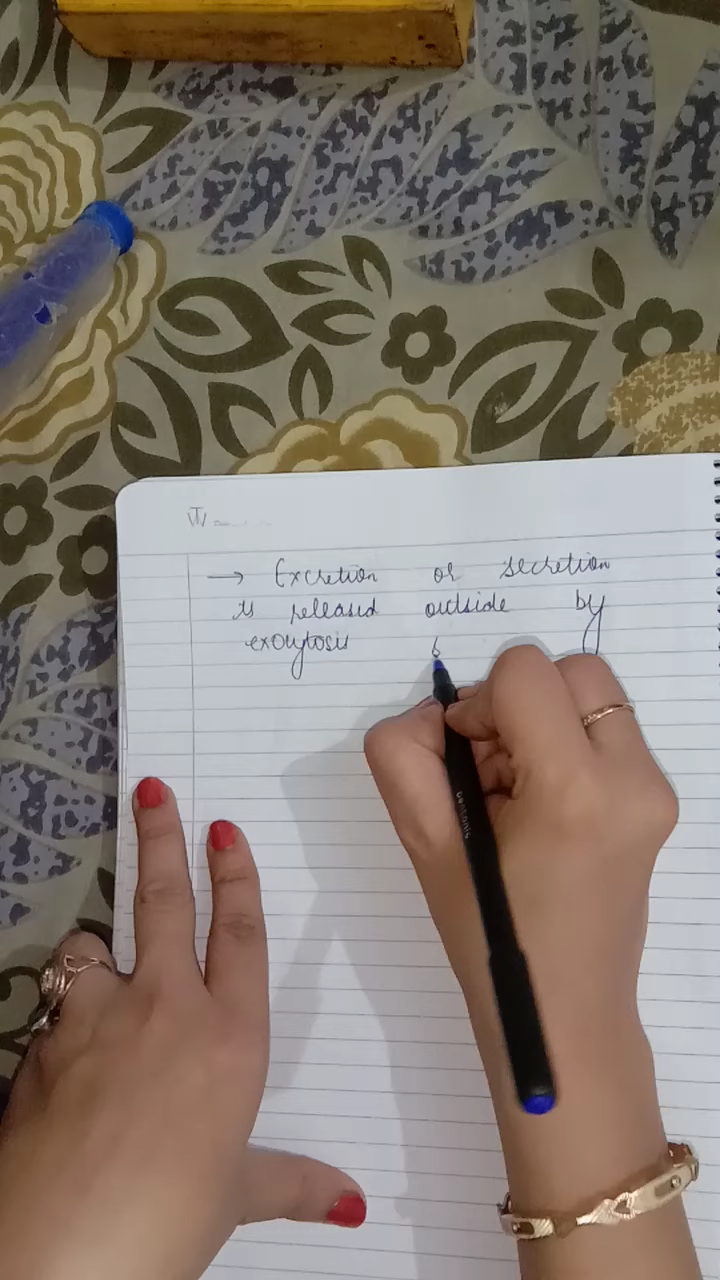 → Excretion or secretion
is released outside by
exocytosis